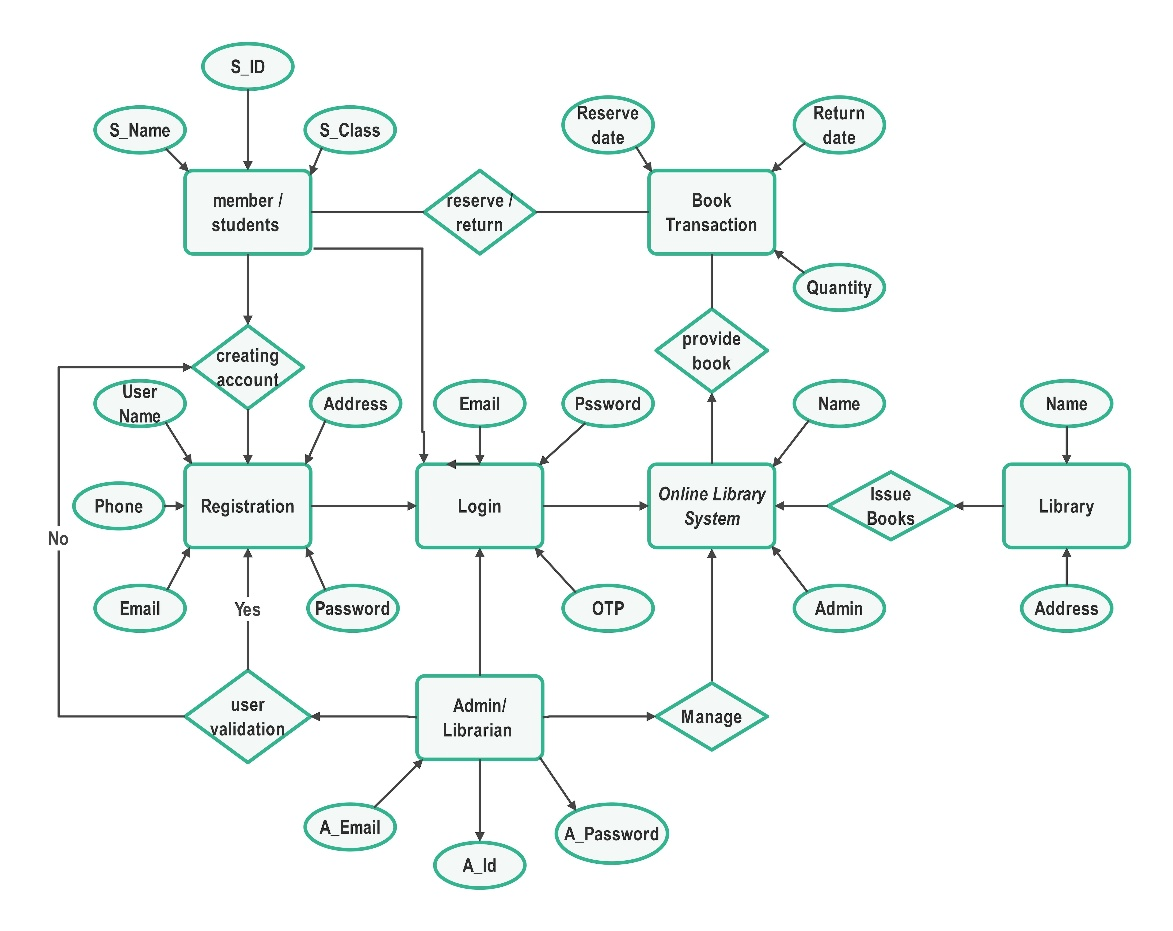 S_ID
S_Name
S_Class
Reserve
date
Return
date
member /
students
reserve /
return
Book
Transaction
Quantity
creating
account
provide
book
User
Name
Address
Email
Pssword
Name
Name
Phone
Registration
Login
Online Library
System
Issue
Books
Library
No
Email
Yes
Password
OTP
Admin
Address
user
validation
Admin/
Librarian
Manage
A_Email
A_Id
A_Password